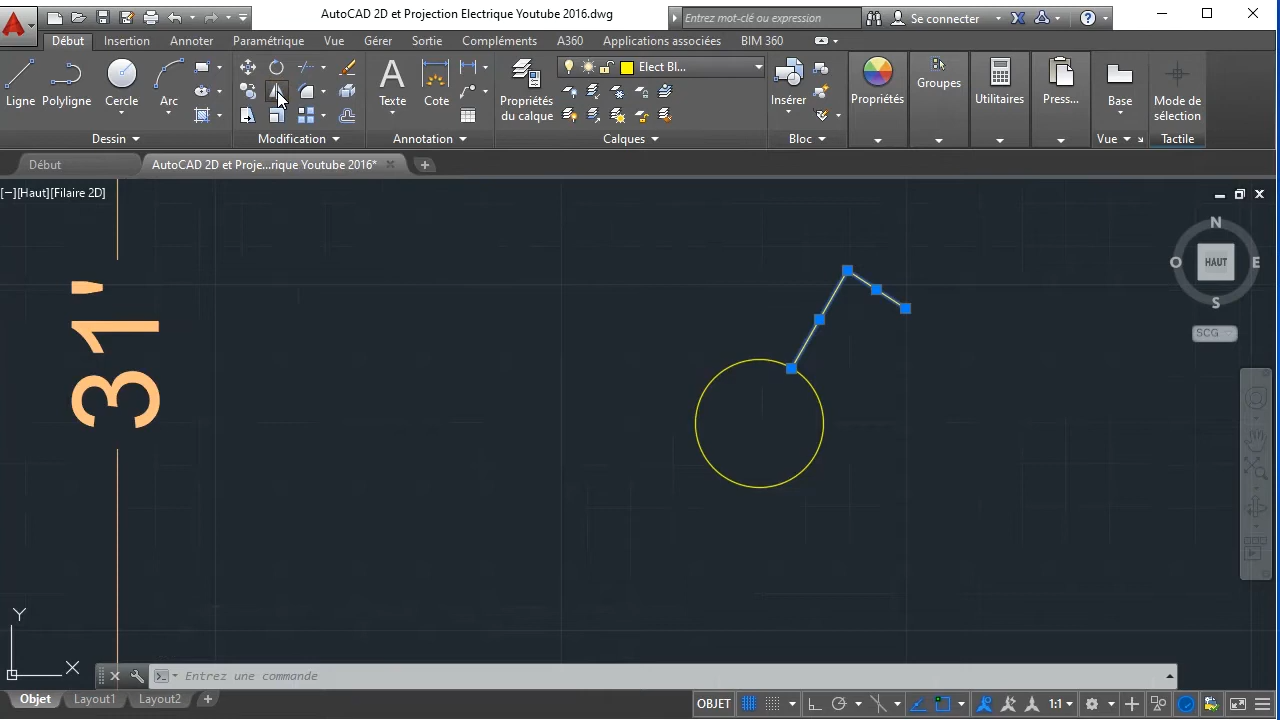 AutoCAD 2D et Projection Electrique Youtube 2016.dwg
Entrez mot-clé ou expression
Se connecter
Début
Insertion
Annoter
Paramétrique
Vue
Gérer
Sortie
Compléments
A360
Applications associées
BIM 360
Ligne
Polyligne
Cercle
Arc
Dessin
Modification
Texte
Cote
Annotation
Propriétés
du calque
Elect Bl...
Calques
Insérer
Bloc
Propriétés
Groupes
Utilitaires
Press...
Base
Vue
Mode de
sélection
Tactile
Début
AutoCAD 2D et Proje...rique Youtube 2016*
[−][Haut][Filaire 2D]
31'
N
O
HAUT
E
S
SCG
Y
X
Entrez une commande
Objet
Layout1
Layout2
OBJET
1:1